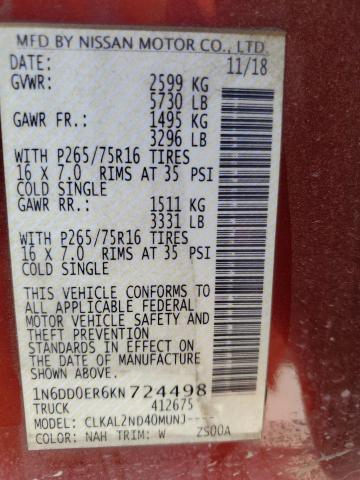 MFD BY NISSAN MOTOR CO., LTD.
DATE: 11/18
GVWR: 2599 KG
5730 LB
GAWR FR.: 1495 KG
3296 LB
WITH P265/75R16 TIRES
16 X 7.0 RIMS AT 35 PSI
COLD SINGLE
GAWR RR.: 1511 KG
3331 LB
WITH P265/75R16 TIRES
16 X 7.0 RIMS AT 35 PSI
COLD SINGLE
THIS VEHICLE CONFORMS TO
ALL APPLICABLE FEDERAL
MOTOR VEHICLE SAFETY AND
THEFT PREVENTION
STANDARDS IN EFFECT ON
THE DATE OF MANUFACTURE
SHOWN ABOVE.
1N6DD0ER6KN724498
TRUCK 412675
MODEL: CLKAL2ND40MUNJ-----
COLOR: NAH TRIM: W ZS00A